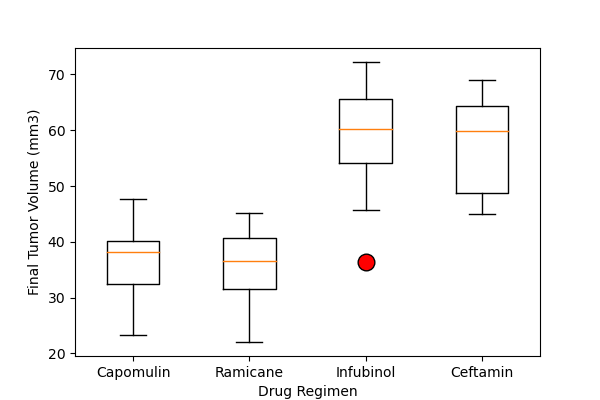 70
60
50
40
30
20
Final Tumor Volume (mm3)
Capomulin Ramicane Infubinol Ceftamin
Drug Regimen